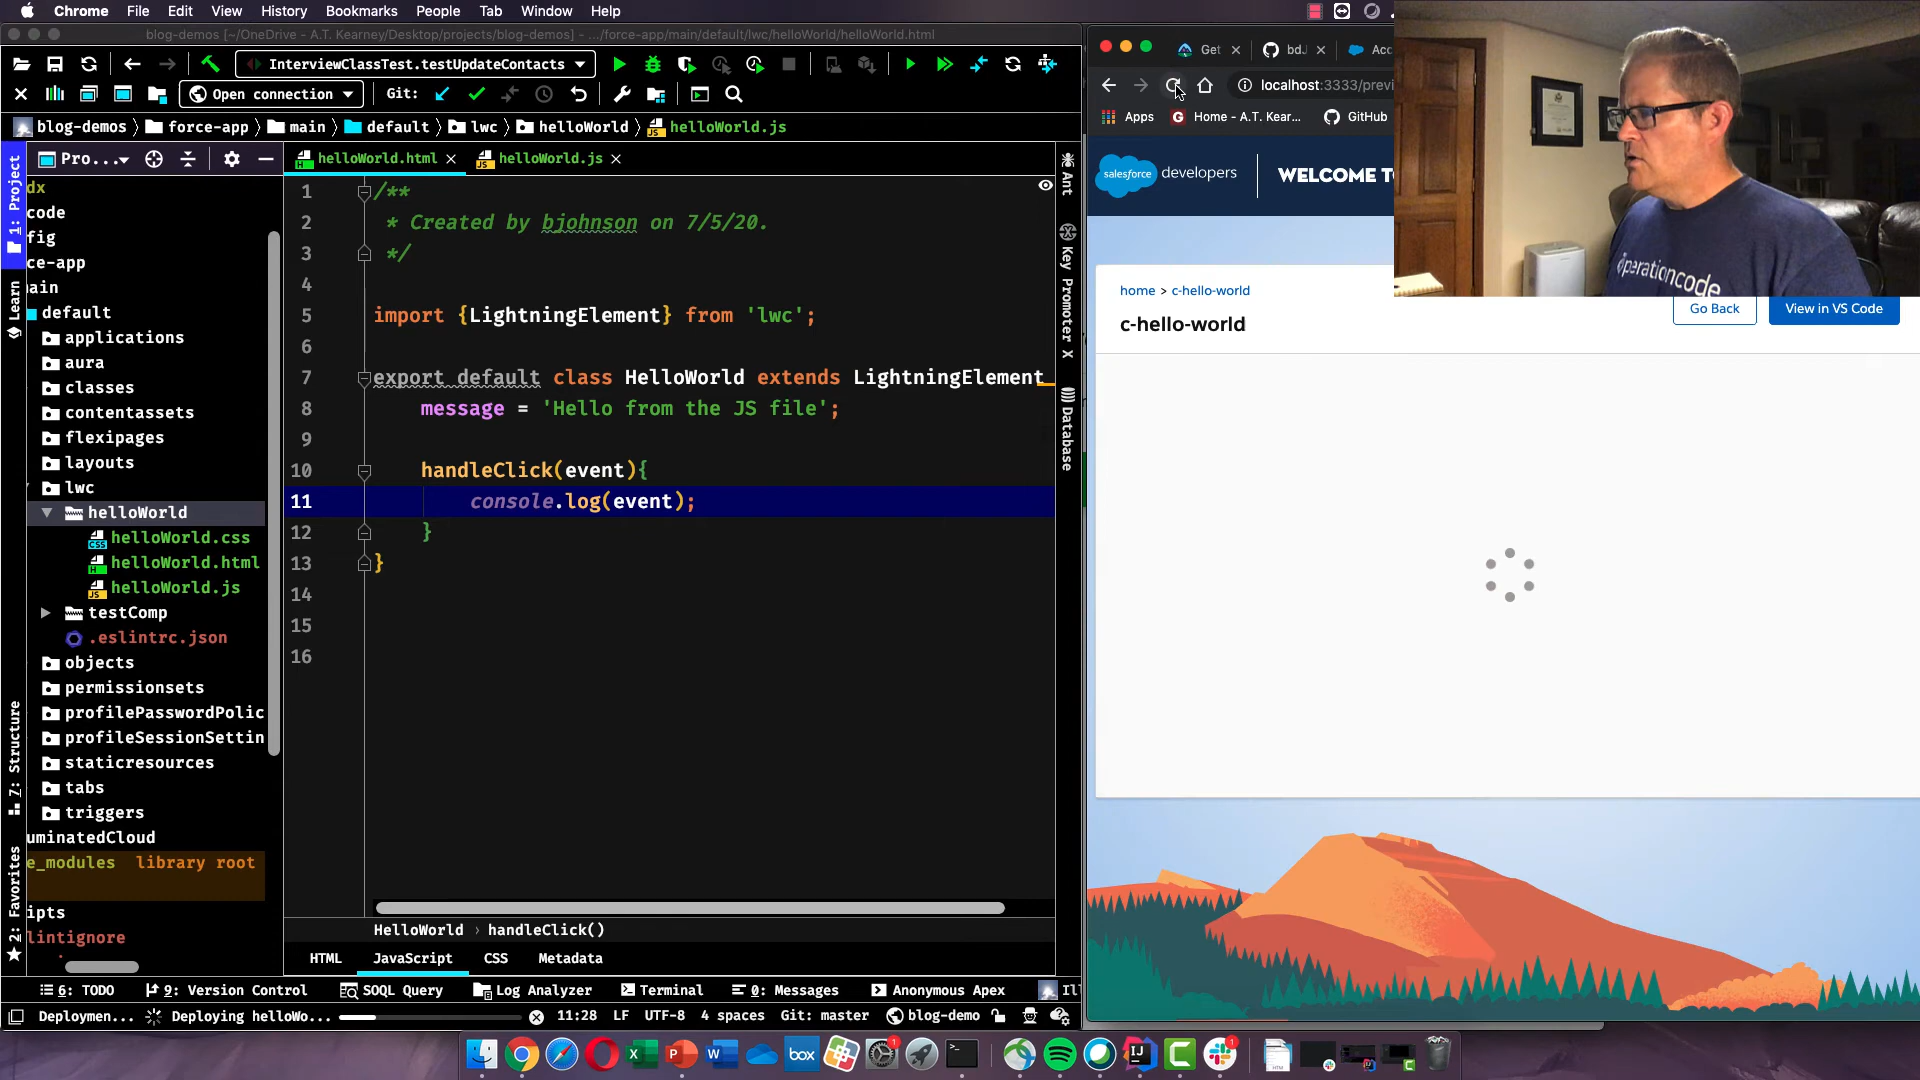 Chrome File Edit View History Bookmarks People Tab Window Help
blog-demos [~/OneDrive - A.T. Kearney/Desktop/projects/blog-demos] - .../force-app/main/default/lwc/helloWorld/helloWorld.html
InterviewClassTest.testUpdateContacts
Open connection
Git:
blog-demos force-app main default lwc helloWorld helloWorld.js
Pro...
helloWorld.html
helloWorld.js
1: Project
Learn
7: Structure
2: Favorites
dx
code
fig
ce-app
ain
default
applications
aura
classes
contentassets
flexipages
layouts
lwc
helloWorld
helloWorld.css
helloWorld.html
helloWorld.js
testComp
.eslintrc.json
objects
permissionsets
profilePasswordPolic
profileSessionSettin
staticresources
tabs
triggers
uminatedCloud
e_modules library root
ipts
lintignore
1 /**
2 * Created by bjohnson on 7/5/20.
3 */
4
5 import {LightningElement} from 'lwc';
6
7 export default class HelloWorld extends LightningElement
8 message = 'Hello from the JS file';
9
10 handleClick(event){
11 console.log(event);
12 }
13 }
14
15
16
HelloWorld › handleClick()
HTML JavaScript CSS Metadata
Ant
Key Promoter X
Database
6: TODO 9: Version Control SOQL Query Log Analyzer Terminal 0: Messages Anonymous Apex Ill
Deploymen... Deploying helloWo... 11:28 LF UTF-8 4 spaces Git: master blog-demo
Get
bdJ
Acc
localhost:3333/previ
Apps Home - A.T. Kear... GitHub
salesforce developers WELCOME TO
home > c-hello-world
c-hello-world
Go Back
View in VS Code
operationcode
box